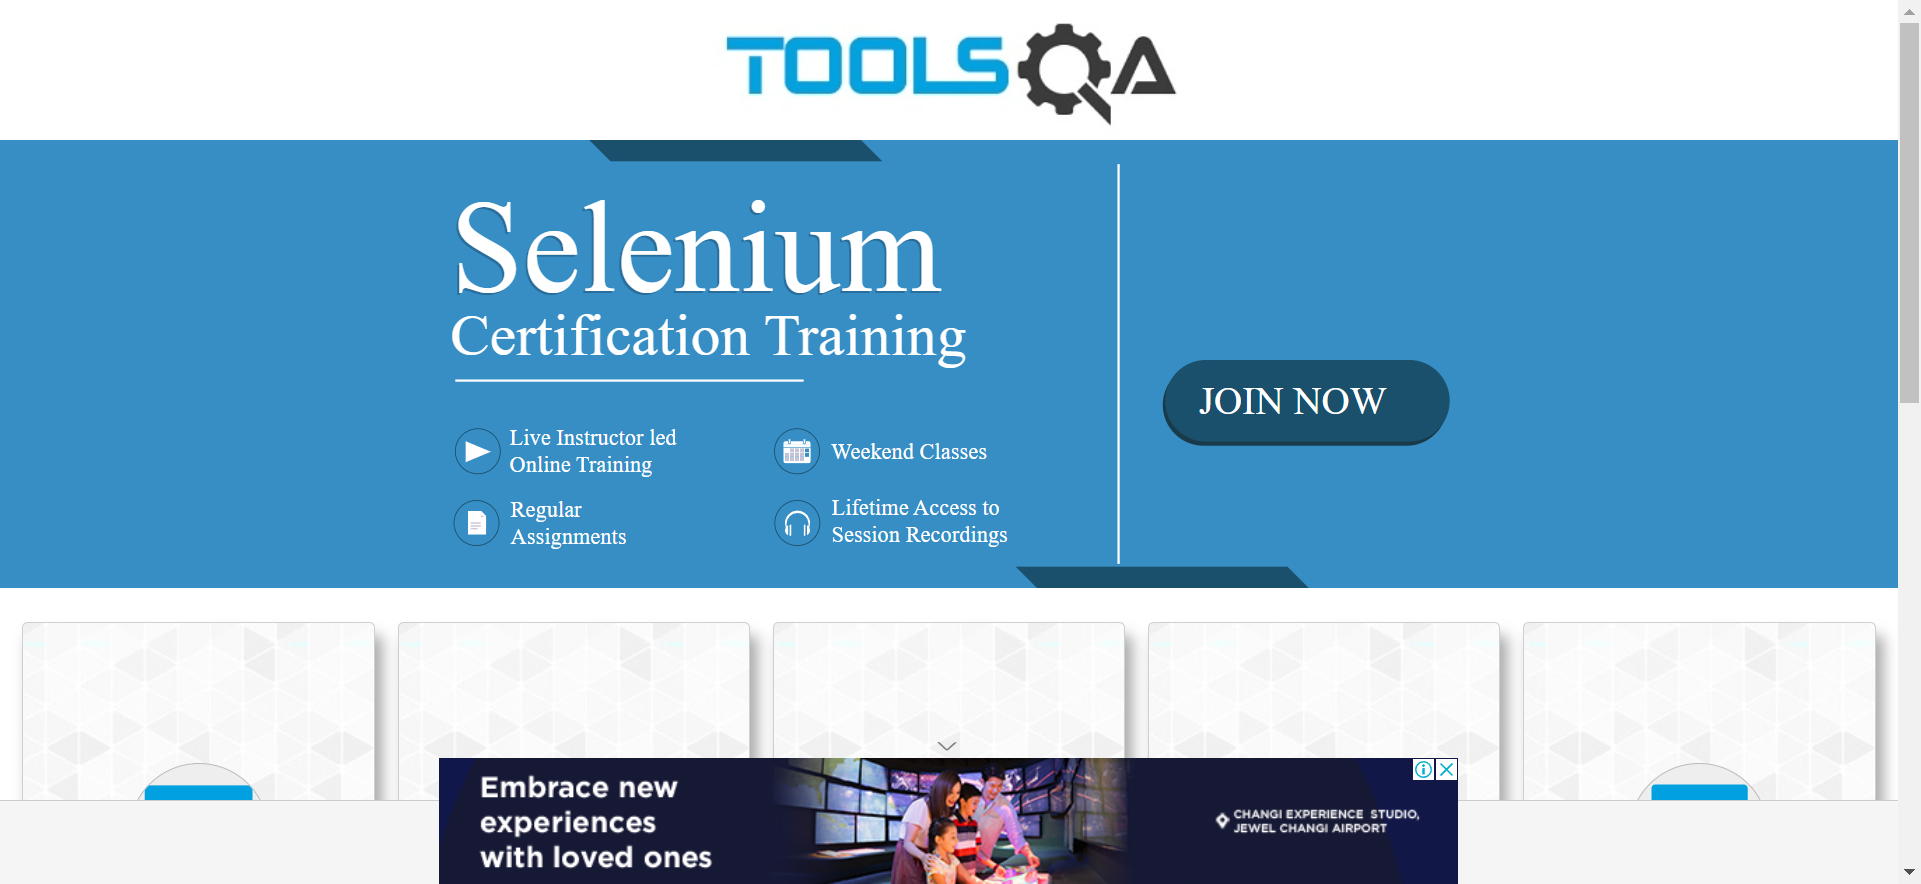 TOOLSQA
Selenium
Certification Training
JOIN NOW
Live Instructor led
Online Training
Weekend Classes
Regular
Assignments
Lifetime Access to
Session Recordings
Embrace new
experiences
with loved ones
CHANGI EXPERIENCE STUDIO,
JEWEL CHANGI AIRPORT